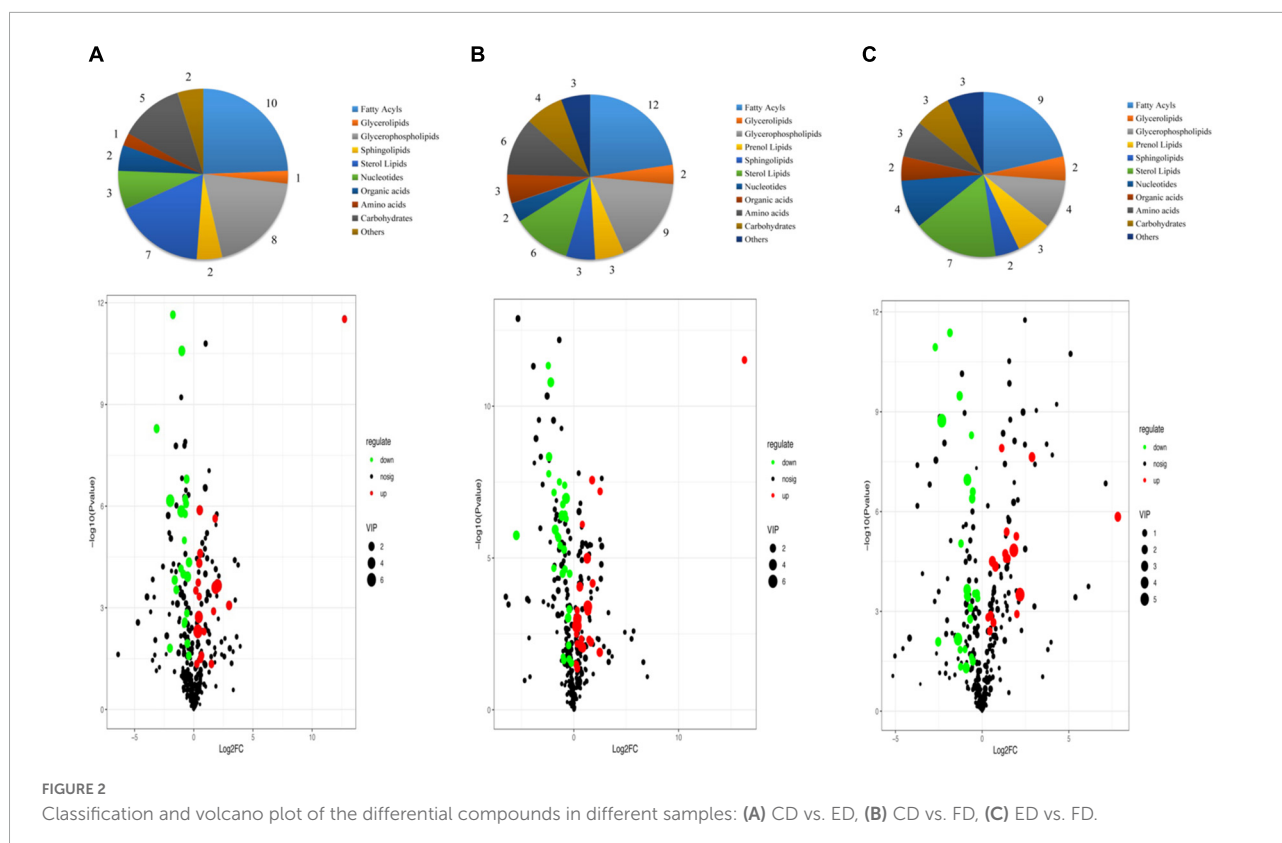 A
2
10
5
1
2
3
7
2
8
1
Fatty Acyls
Glycerolipids
Glycerophospholipids
Sphingolipids
Sterol Lipids
Nucleotides
Organic acids
Amino acids
Carbohydrates
Others
B
3
12
4
6
3
2
6
3
3
9
2
Fatty Acyls
Glycerolipids
Glycerophospholipids
Prenol Lipids
Sphingolipids
Sterol Lipids
Nucleotides
Organic acids
Amino acids
Carbohydrates
Others
C
3
9
3
3
2
4
7
2
3
4
2
Fatty Acyls
Glycerolipids
Glycerophospholipids
Prenol Lipids
Sphingolipids
Sterol Lipids
Nucleotides
Organic acids
Amino acids
Carbohydrates
Others
12
9
6
3
0
−log10(Pvalue)
−5
0
5
10
Log2FC
regulate
down
nosig
up
VIP
2
4
6
10
5
0
−log10(Pvalue)
0
10
Log2FC
regulate
down
nosig
up
VIP
2
4
6
12
9
6
3
0
−log10(Pvalue)
−5
0
5
Log2FC
regulate
down
nosig
up
VIP
1
2
3
4
5
FIGURE 2
Classification and volcano plot of the differential compounds in different samples: (A) CD vs. ED, (B) CD vs. FD, (C) ED vs. FD.